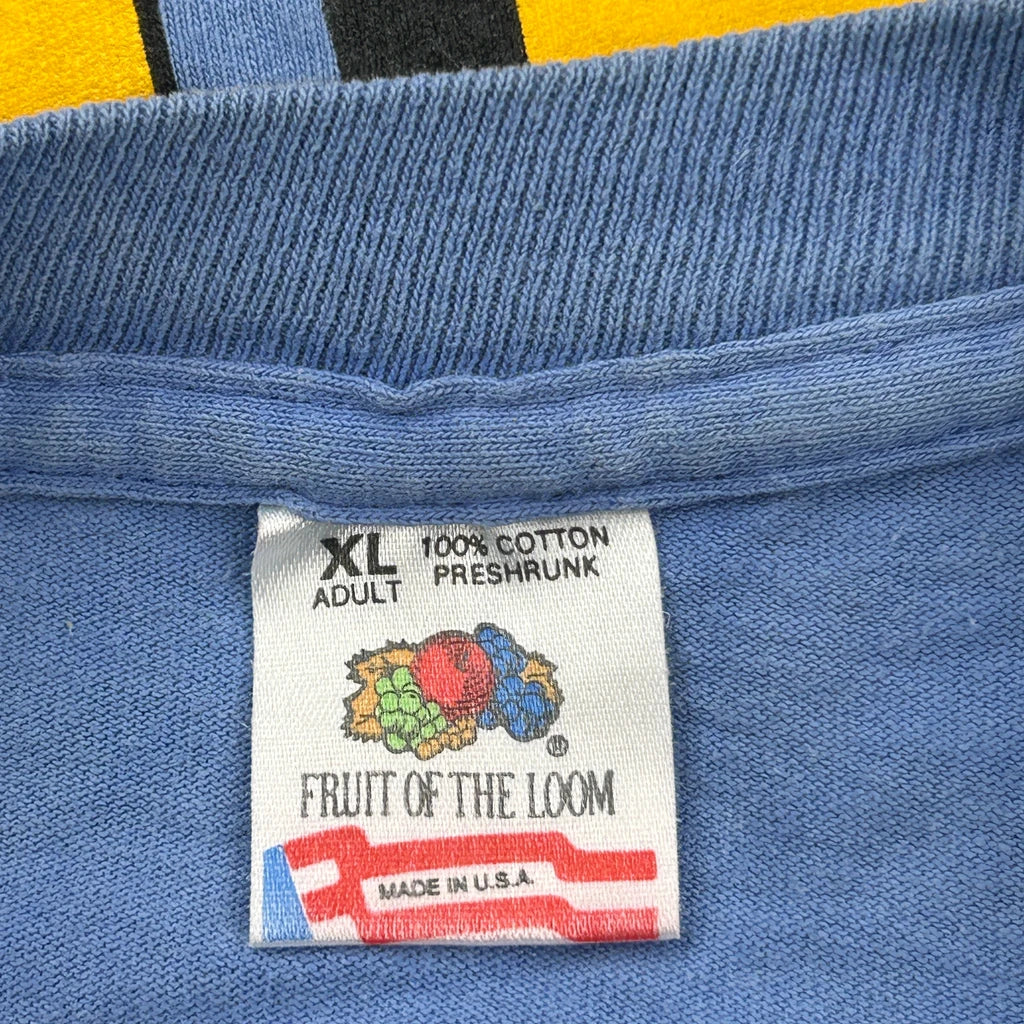 XL 100% COTTON
ADULT PRESHRUNK
®
FRUIT OF THE LOOM
MADE IN U.S.A.